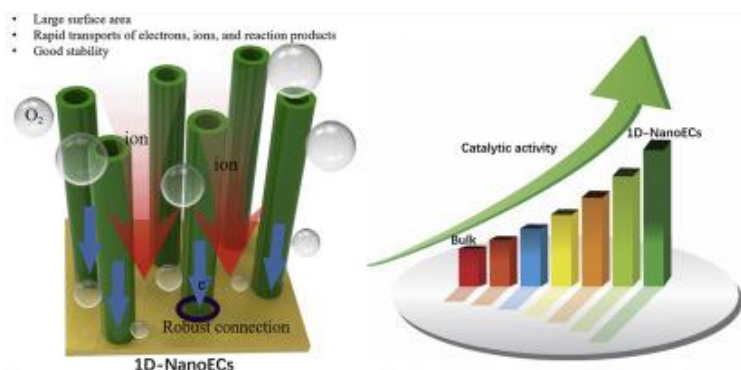 • Large surface area
• Rapid transports of electrons, ions, and reaction products
• Good stability
O₂
ion
ion
e
Robust connection
1D-NanoECs
Catalytic activity
1D-NanoECs
Bulk